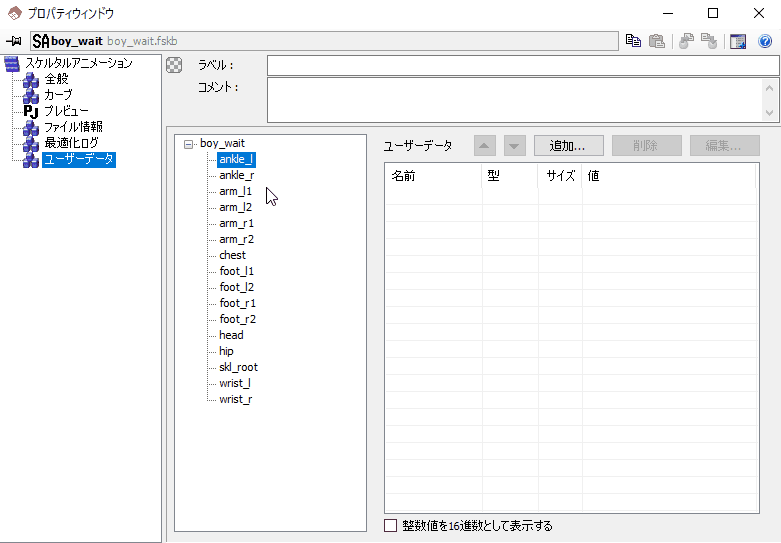 プロパティウィンドウ
SA boy_wait boy_wait.fskb
スケルタルアニメーション
全般
カーブ
プレビュー
ファイル情報
最適化ログ
ユーザーデータ
ラベル：
コメント：
boy_wait
ankle_l
ankle_r
arm_l1
arm_l2
arm_r1
arm_r2
chest
foot_l1
foot_l2
foot_r1
foot_r2
head
hip
skl_root
wrist_l
wrist_r
ユーザーデータ 追加... 削除 編集...
名前 型 サイズ 値
整数値を16進数として表示する